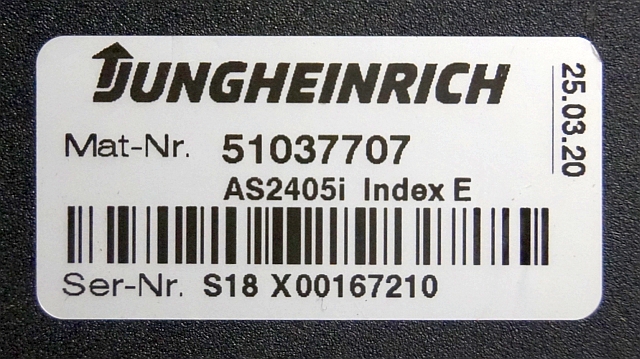 JUNGHEINRICH
25.03.20
Mat-Nr. 51037707
AS2405i Index E
Ser-Nr. S18 X00167210